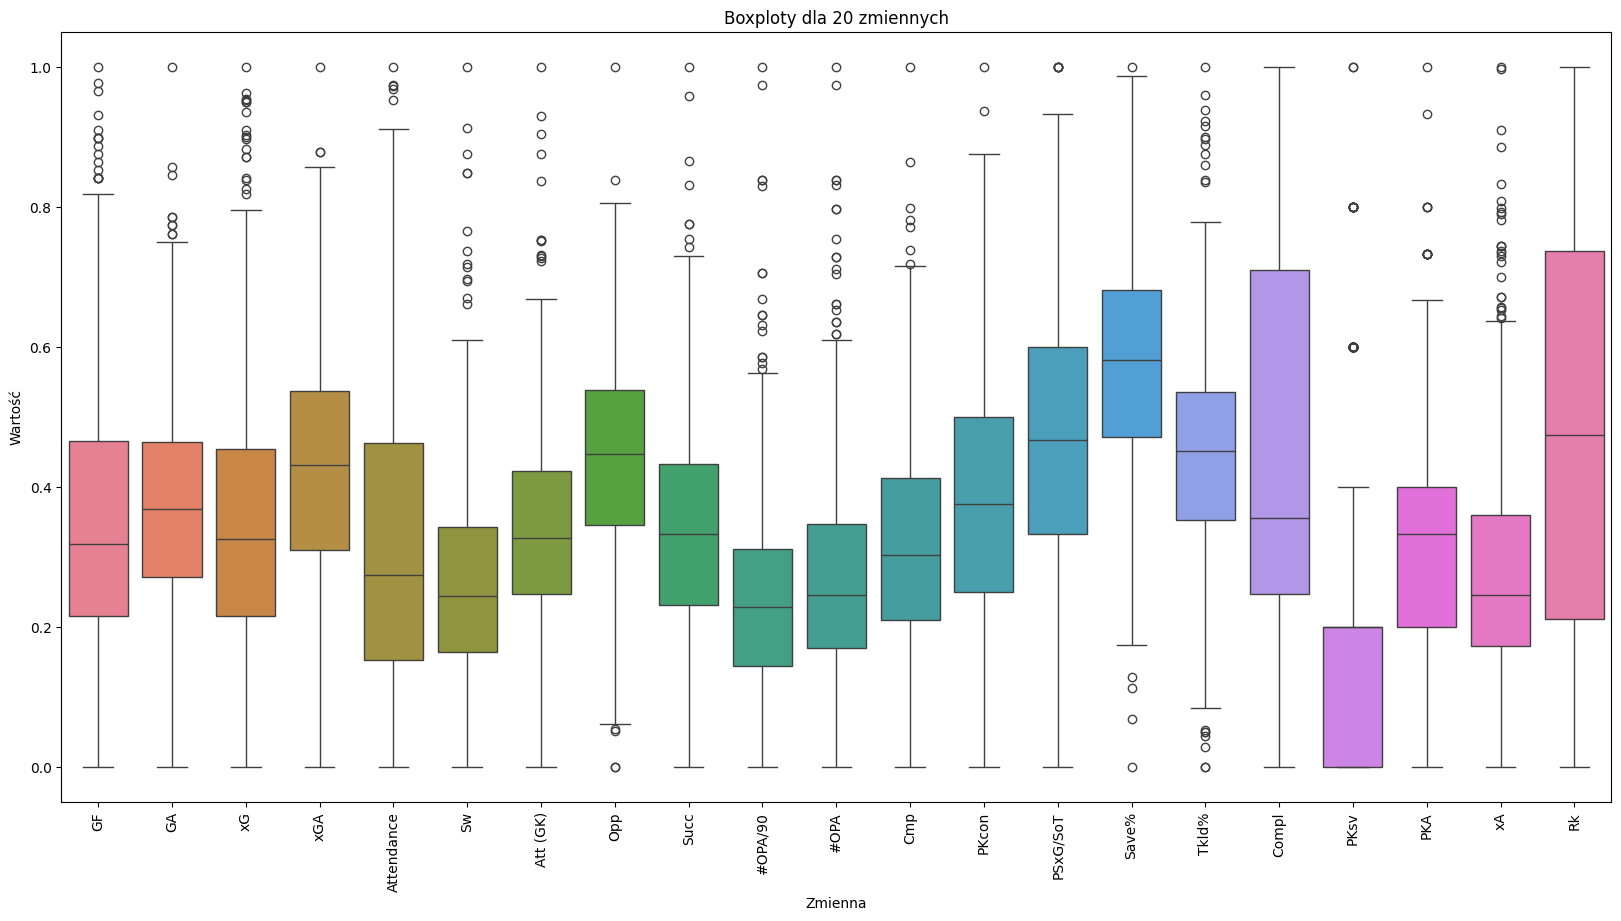 Boxploty dla 20 zmiennych
Wartość
1.0
0.8
0.6
0.4
0.2
0.0
GF
GA
xG
xGA
Attendance
Sw
Att (GK)
Opp
Succ
#OPA/90
#OPA
Cmp
PKcon
PSxG/SoT
Save%
Tkld%
Compl
PKsv
PKA
xA
Rk
Zmienna